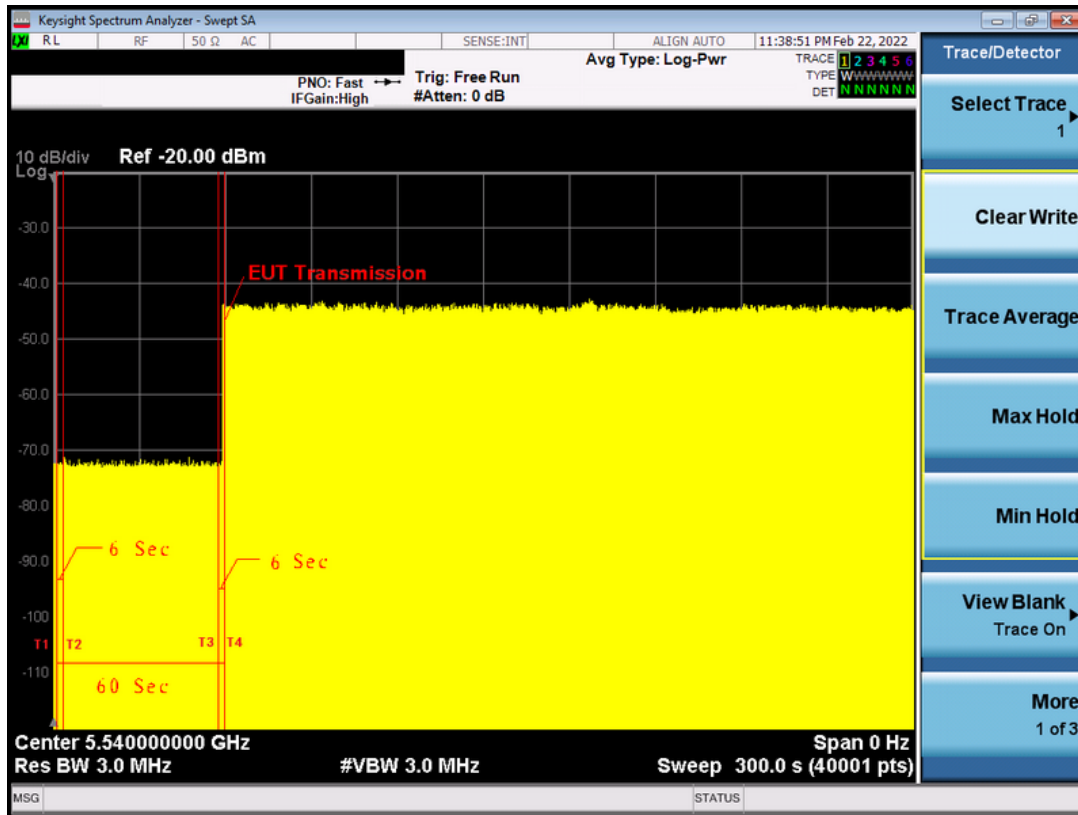 Keysight Spectrum Analyzer - Swept SA
LXI RL RF 50 Ω AC SENSE:INT ALIGN AUTO 11:38:51 PM Feb 22, 2022
Trace/Detector
Avg Type: Log-Pwr
TRACE 1 2 3 4 5 6
PNO: Fast
Trig: Free Run
TYPE WWWWWW
IFGain:High
#Atten: 0 dB
DET N N N N N N
Select Trace
1
10 dB/div Ref -20.00 dBm
Log
Clear Write
-30.0
EUT Transmission
-40.0
Trace Average
-50.0
-60.0
Max Hold
-70.0
-80.0
Min Hold
6 Sec
6 Sec
-90.0
View Blank
Trace On
-100
T1 T2 T3 T4
-110
60 Sec
More
1 of 3
Center 5.540000000 GHz Span 0 Hz
Res BW 3.0 MHz #VBW 3.0 MHz Sweep 300.0 s (40001 pts)
MSG STATUS